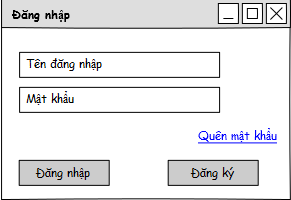 Đăng nhập
Tên đăng nhập
Mật khẩu
Quên mật khẩu
Đăng nhập
Đăng ký